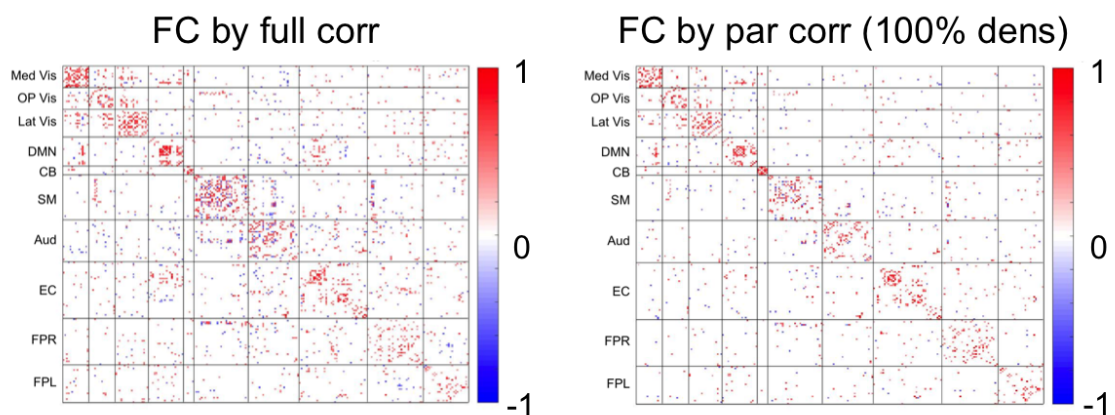 FC by full corr
Med Vis
OP Vis
Lat Vis
DMN
CB
SM
Aud
EC
FPR
FPL
1
0
-1
FC by par corr (100% dens)
Med Vis
OP Vis
Lat Vis
DMN
CB
SM
Aud
EC
FPR
FPL
1
0
-1